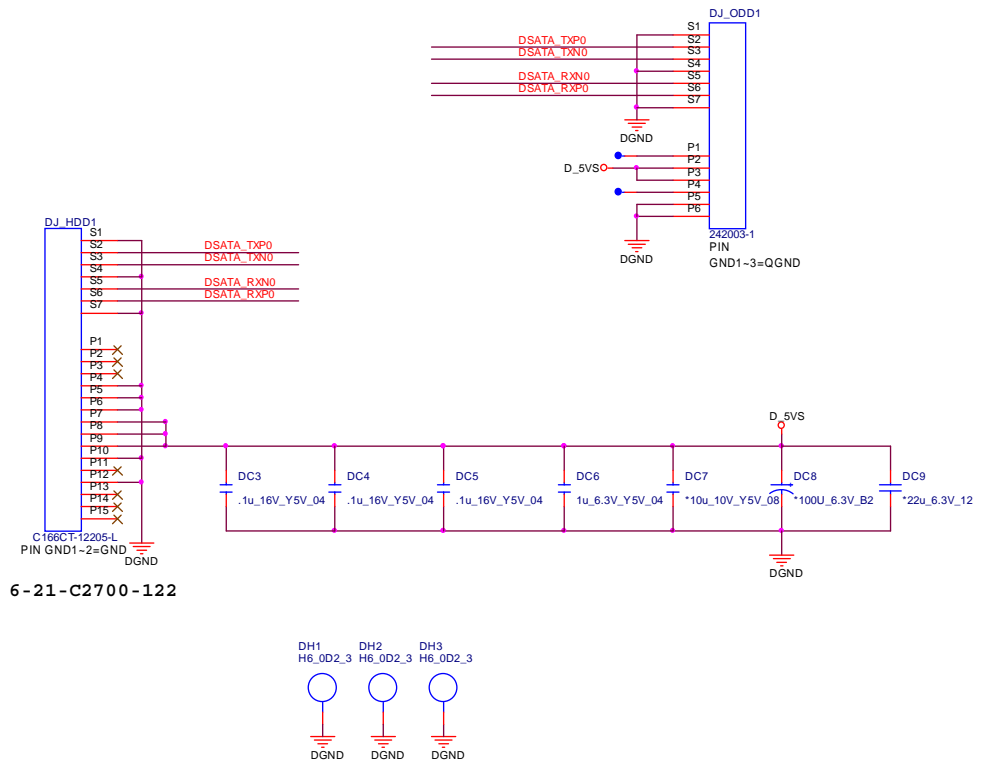 DJ_ODD1
S1
S2
S3
S4
S5
S6
S7
DSATA_TXP0
DSATA_TXN0
DSATA_RXN0
DSATA_RXP0
DGND
D_5VS
P1
P2
P3
P4
P5
P6
DGND
242003-1
PIN
GND1~3=QGND
DJ_HDD1
S1
S2
S3
S4
S5
S6
S7
DSATA_TXP0
DSATA_TXN0
DSATA_RXN0
DSATA_RXP0
P1
P2
P3
P4
P5
P6
P7
P8
P9
P10
P11
P12
P13
P14
P15
C166CT-12205-L
PIN GND1~2=GND
DGND
6-21-C2700-122
D_5VS
DC3
.1u_16V_Y5V_04
DC4
.1u_16V_Y5V_04
DC5
.1u_16V_Y5V_04
DC6
1u_6.3V_Y5V_04
DC7
*10u_10V_Y5V_08
DC8
*100U_6.3V_B2
DC9
*22u_6.3V_12
DGND
DH1
H6_0D2_3
DH2
H6_0D2_3
DH3
H6_0D2_3
DGND
DGND
DGND